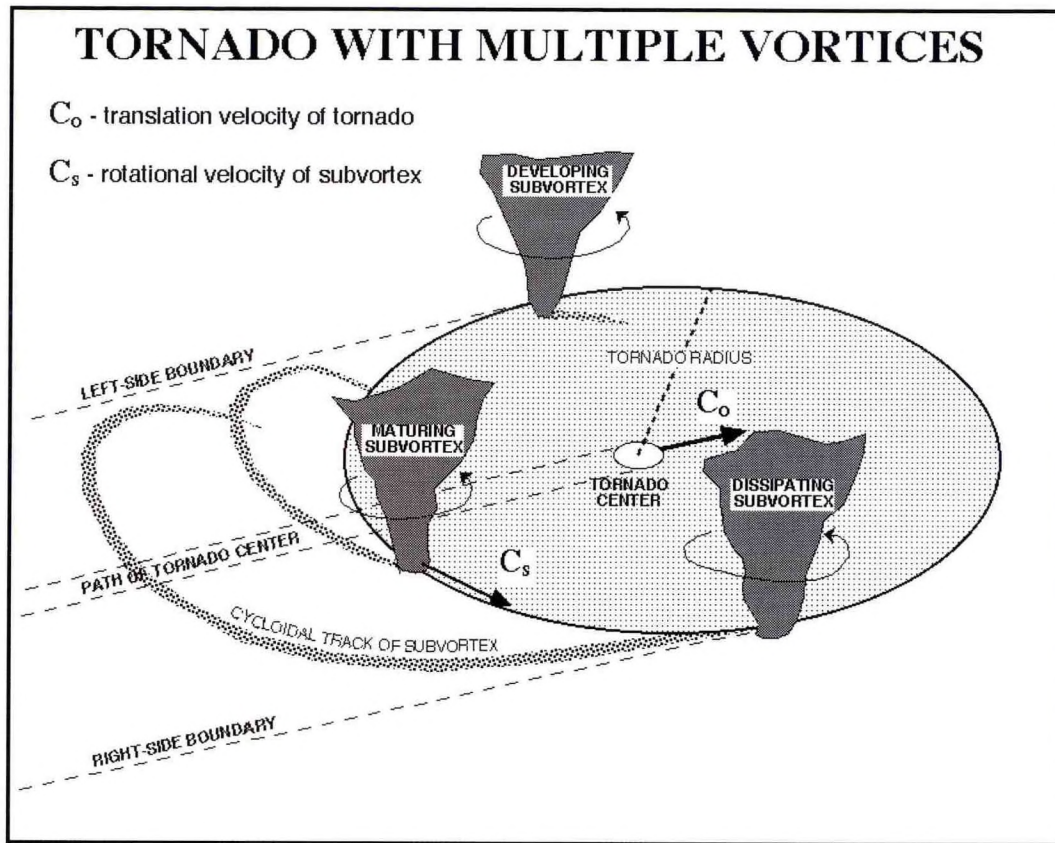 TORNADO WITH MULTIPLE VORTICES
Co - translation velocity of tornado
Cs - rotational velocity of subvortex
DEVELOPING
SUBVORTEX
LEFT-SIDE BOUNDARY
TORNADO RADIUS
Co
MATURING
SUBVORTEX
TORNADO
CENTER
DISSIPATING
SUBVORTEX
PATH OF TORNADO CENTER
Cs
CYCLOIDAL TRACK OF SUBVORTEX
RIGHT-SIDE BOUNDARY